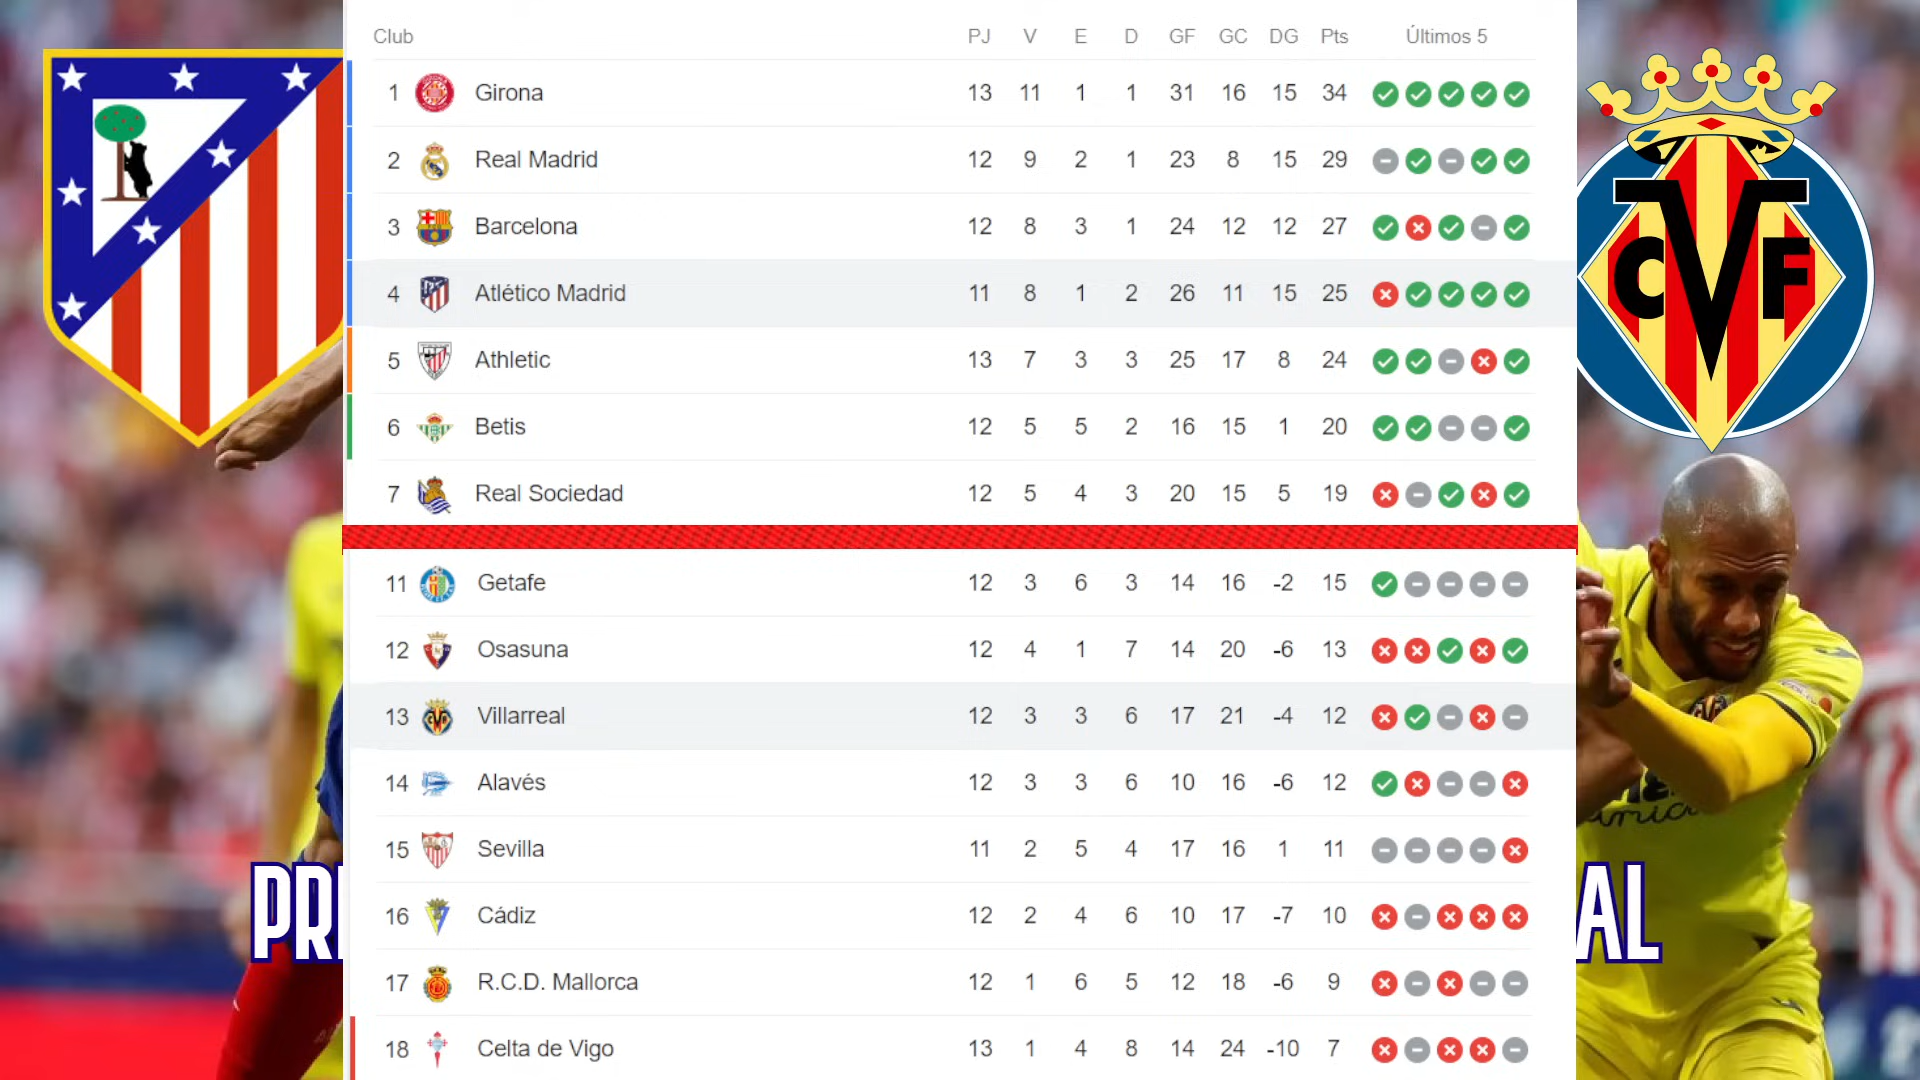 Club PJ V E D GF GC DG Pts Últimos 5
1 Girona 13 11 1 1 31 16 15 34
2 Real Madrid 12 9 2 1 23 8 15 29
3 Barcelona 12 8 3 1 24 12 12 27
4 Atlético Madrid 11 8 1 2 26 11 15 25
5 Athletic 13 7 3 3 25 17 8 24
6 Betis 12 5 5 2 16 15 1 20
7 Real Sociedad 12 5 4 3 20 15 5 19
11 Getafe 12 3 6 3 14 16 -2 15
12 Osasuna 12 4 1 7 14 20 -6 13
13 Villarreal 12 3 3 6 17 21 -4 12
14 Alavés 12 3 3 6 10 16 -6 12
15 Sevilla 11 2 5 4 17 16 1 11
16 Cádiz 12 2 4 6 10 17 -7 10
17 R.C.D. Mallorca 12 1 6 5 12 18 -6 9
18 Celta de Vigo 13 1 4 8 14 24 -10 7
CVF
PRE
AL